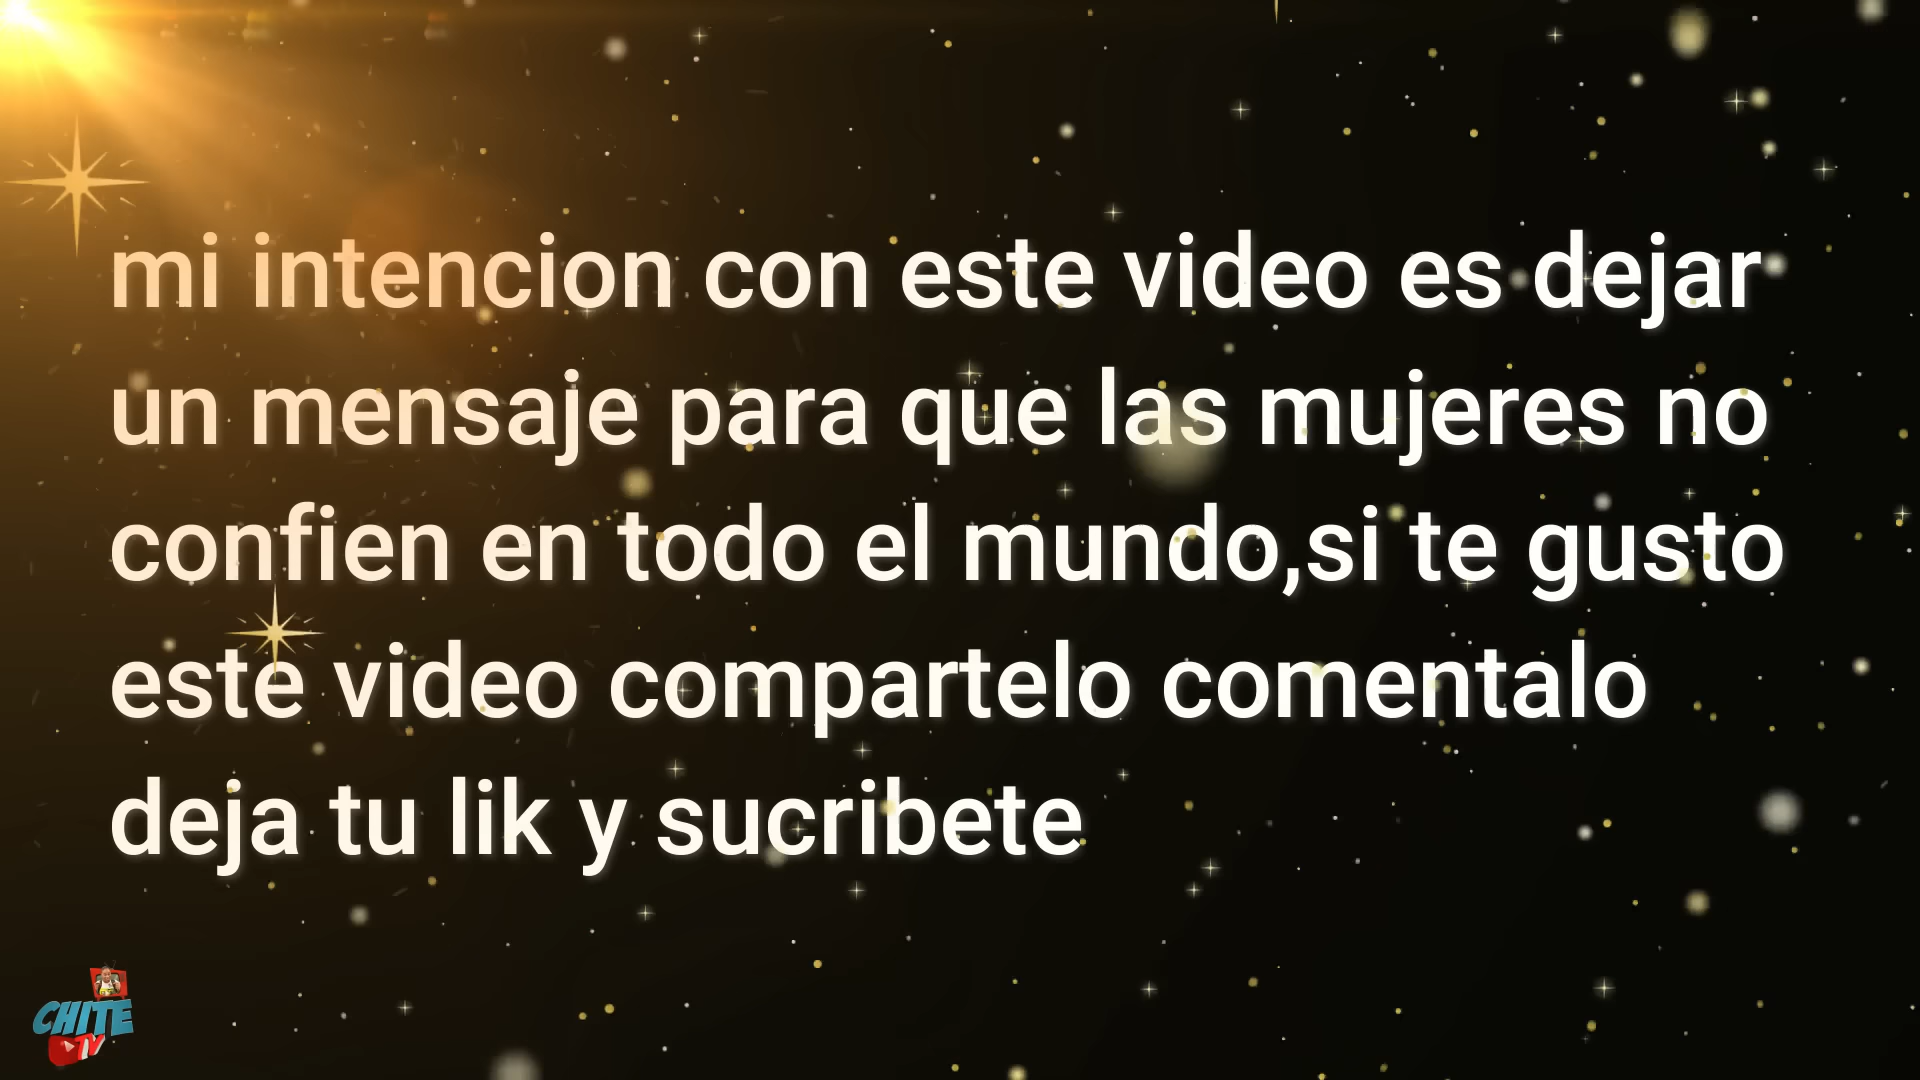 mi intencion con este video es dejar
un mensaje para que las mujeres no
confien en todo el mundo,si te gusto
este video compartelo comentalo
deja tu lik y sucribete
CHITE
TV